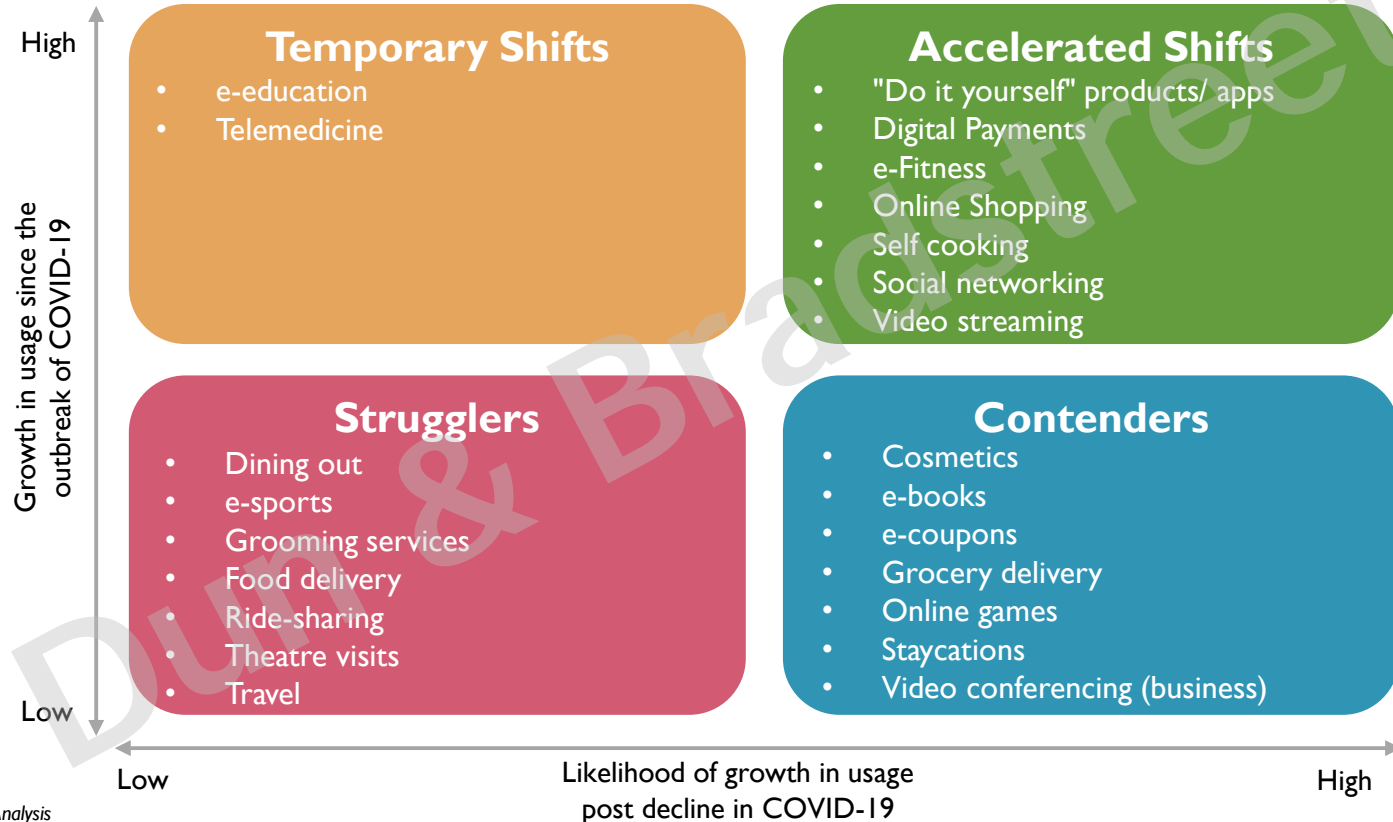 High
Temporary Shifts
• e-education
• Telemedicine
Accelerated Shifts
• "Do it yourself" products/ apps
• Digital Payments
• e-Fitness
• Online Shopping
• Self cooking
• Social networking
• Video streaming
Growth in usage since the
outbreak of COVID-19
Strugglers
• Dining out
• e-sports
• Grooming services
• Food delivery
• Ride-sharing
• Theatre visits
• Travel
Contenders
• Cosmetics
• e-books
• e-coupons
• Grocery delivery
• Online games
• Staycations
• Video conferencing (business)
Low
Low
Likelihood of growth in usage
post decline in COVID-19
High
Analysis
Dun & Bradstreet